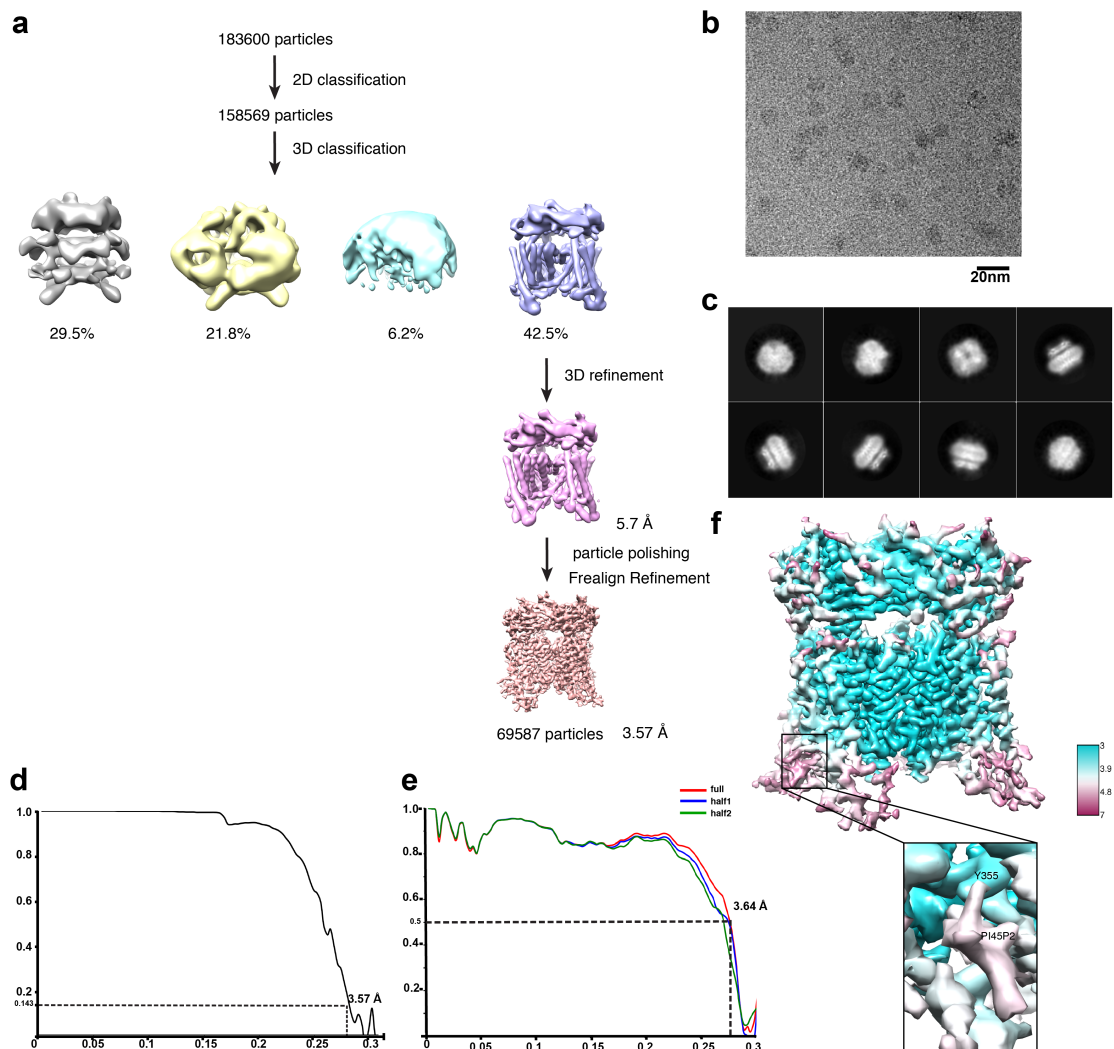 a
183600 particles
2D classification
158569 particles
3D classification
29.5%
21.8%
6.2%
42.5%
3D refinement
5.7 Å
particle polishing
Frealign Refinement
69587 particles
3.57 Å
b
20nm
c
d
1.0
0.8
0.6
0.4
0.2
0.143
3.57 Å
0
0.05
0.1
0.15
0.2
0.25
0.3
e
full
half1
half2
1.0
0.8
0.6
0.5
0.4
0.2
3.64 Å
0
0.05
0.1
0.15
0.2
0.25
0.3
f
3
3.9
4.8
7
Y355
PI45P2